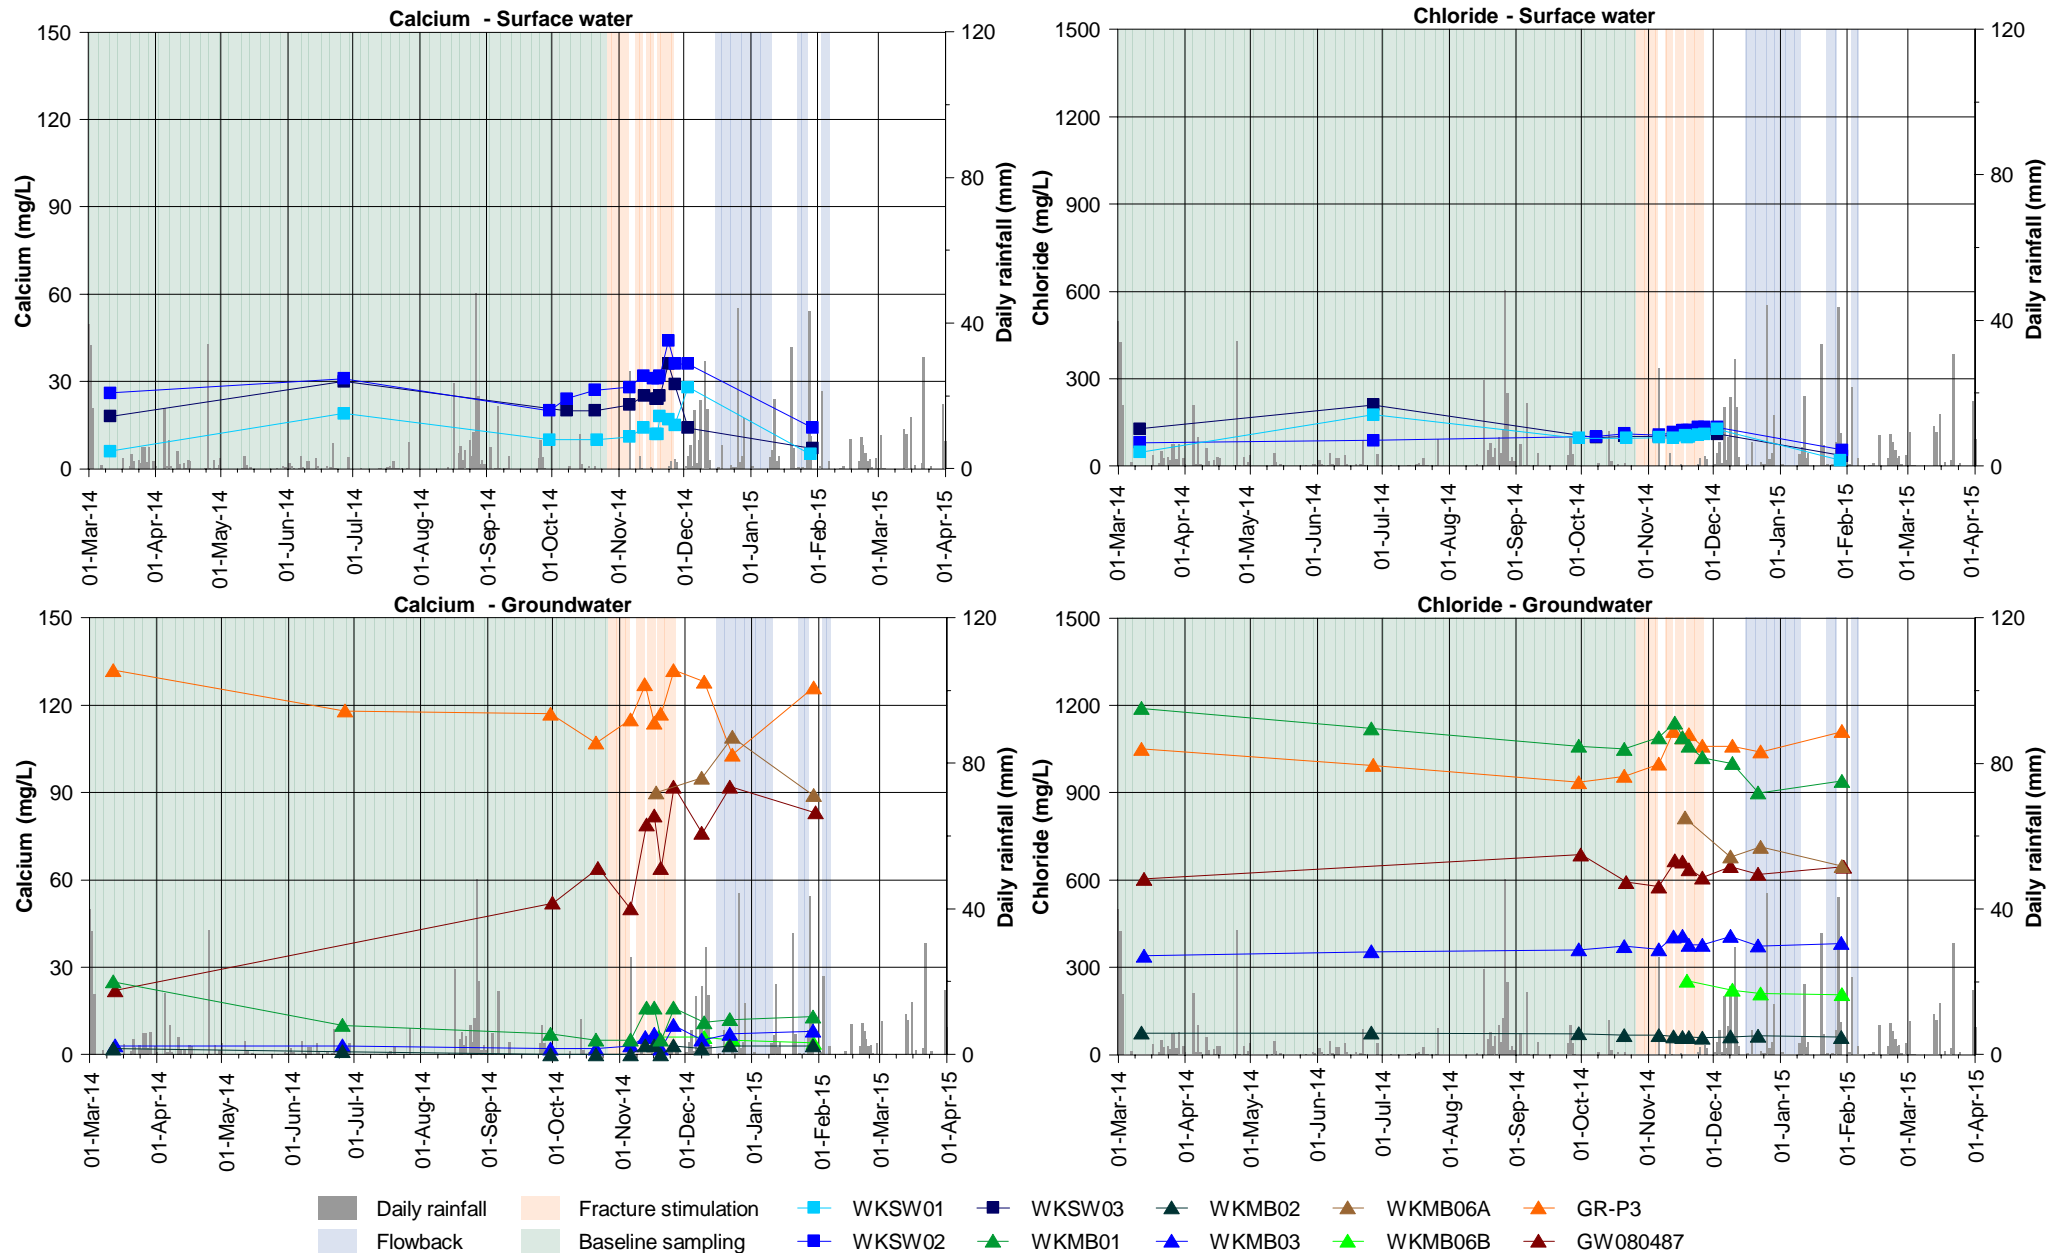 Calcium - Surface water
150
120
90
60
30
0
Calcium (mg/L)
120
80
40
0
Daily rainfall (mm)
01-Mar-14
01-Apr-14
01-May-14
01-Jun-14
01-Jul-14
01-Aug-14
01-Sep-14
01-Oct-14
01-Nov-14
01-Dec-14
01-Jan-15
01-Feb-15
01-Mar-15
01-Apr-15
Chloride - Surface water
1500
1200
900
600
300
0
Chloride (mg/L)
120
80
40
0
Daily rainfall (mm)
01-Mar-14
01-Apr-14
01-May-14
01-Jun-14
01-Jul-14
01-Aug-14
01-Sep-14
01-Oct-14
01-Nov-14
01-Dec-14
01-Jan-15
01-Feb-15
01-Mar-15
01-Apr-15
Calcium - Groundwater
150
120
90
60
30
0
Calcium (mg/L)
120
80
40
0
Daily rainfall (mm)
01-Mar-14
01-Apr-14
01-May-14
01-Jun-14
01-Jul-14
01-Aug-14
01-Sep-14
01-Oct-14
01-Nov-14
01-Dec-14
01-Jan-15
01-Feb-15
01-Mar-15
01-Apr-15
Chloride - Groundwater
1500
1200
900
600
300
0
Chloride (mg/L)
120
80
40
0
Daily rainfall (mm)
01-Mar-14
01-Apr-14
01-May-14
01-Jun-14
01-Jul-14
01-Aug-14
01-Sep-14
01-Oct-14
01-Nov-14
01-Dec-14
01-Jan-15
01-Feb-15
01-Mar-15
01-Apr-15
Daily rainfall
Fracture stimulation
WKSW01
WKSW03
WKMB02
WKMB06A
GR-P3
Flowback
Baseline sampling
WKSW02
WKMB01
WKMB03
WKMB06B
GW080487